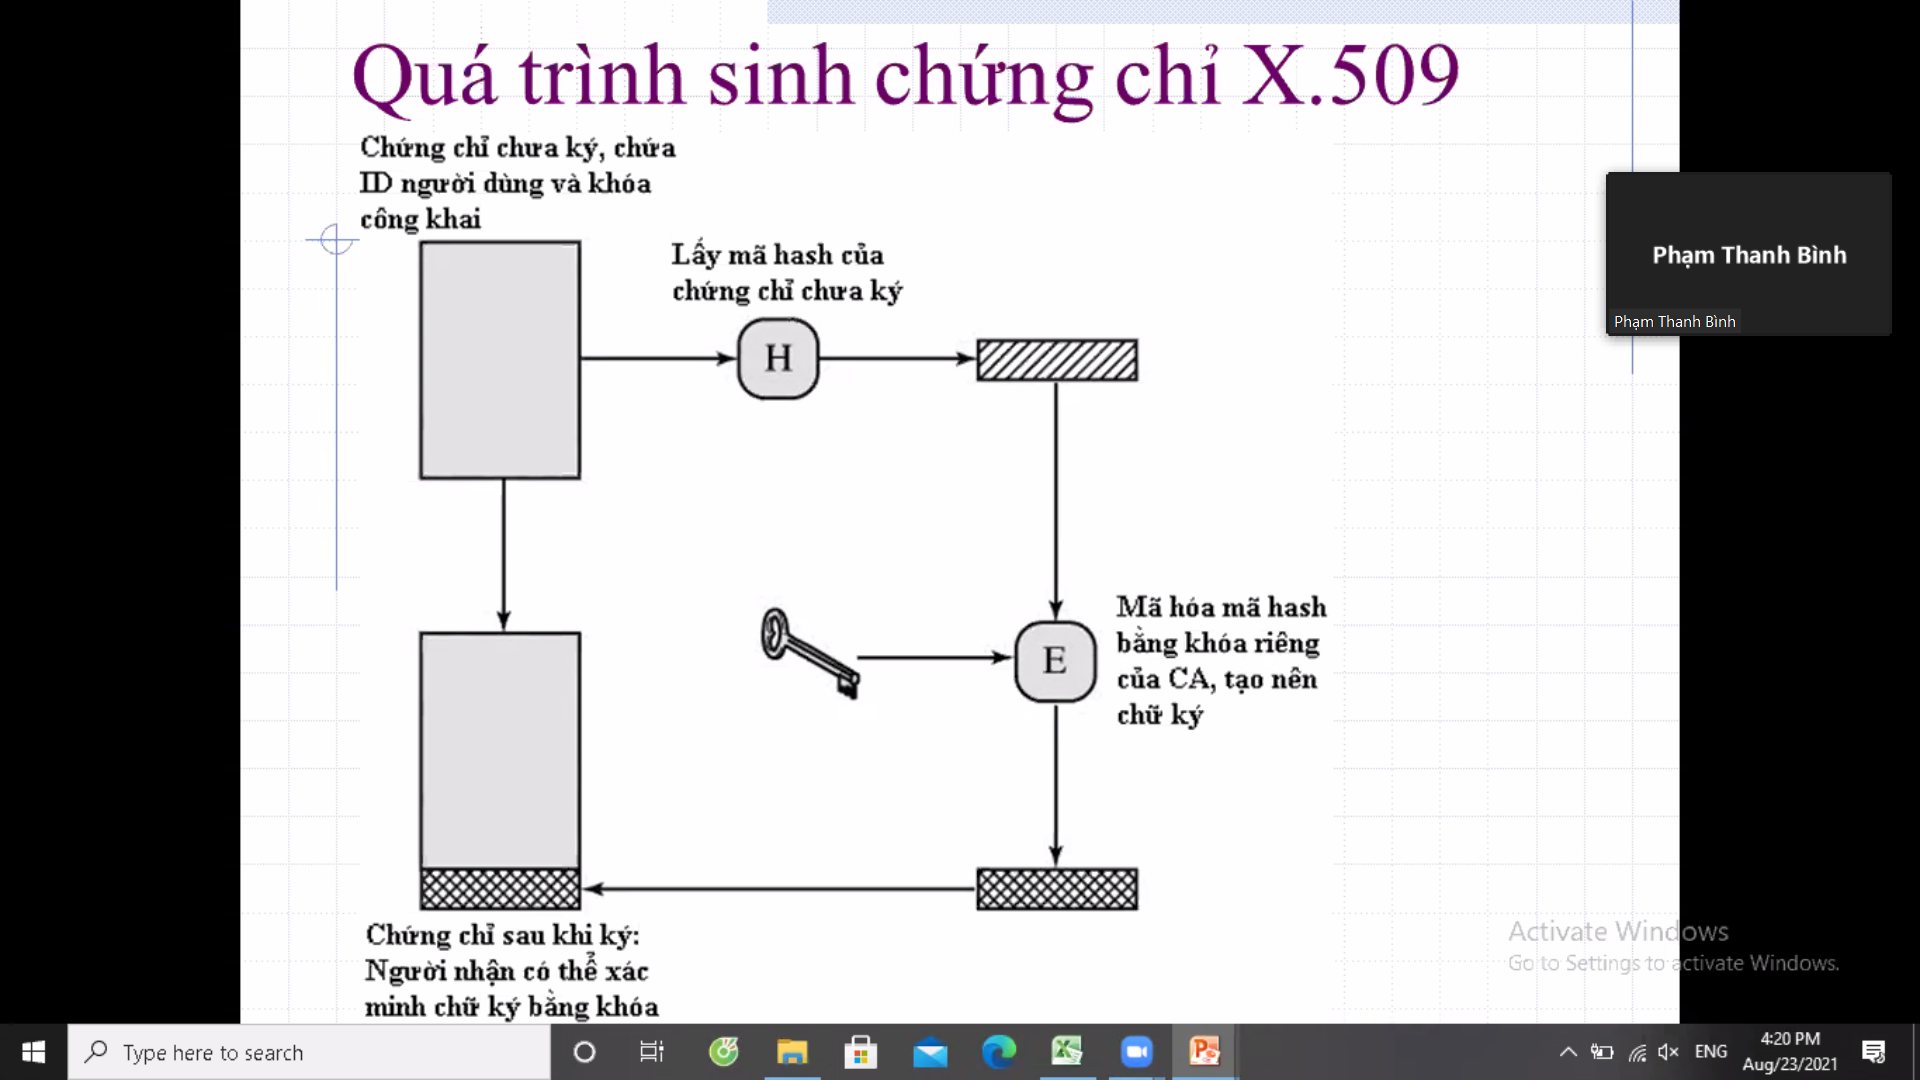 Quá trình sinh chứng chỉ X.509
Chứng chỉ chưa ký, chứa
ID người dùng và khóa
công khai
Lấy mã hash của
chứng chỉ chưa ký
H
Phạm Thanh Bình
Phạm Thanh Bình
Mã hóa mã hash
bằng khóa riêng
của CA, tạo nên
chữ ký
E
Chứng chỉ sau khi ký:
Người nhận có thể xác
minh chữ ký bằng khóa
Activate Windows
Go to Settings to activate Windows.
Type here to search
ENG
4:20 PM
Aug/23/2021